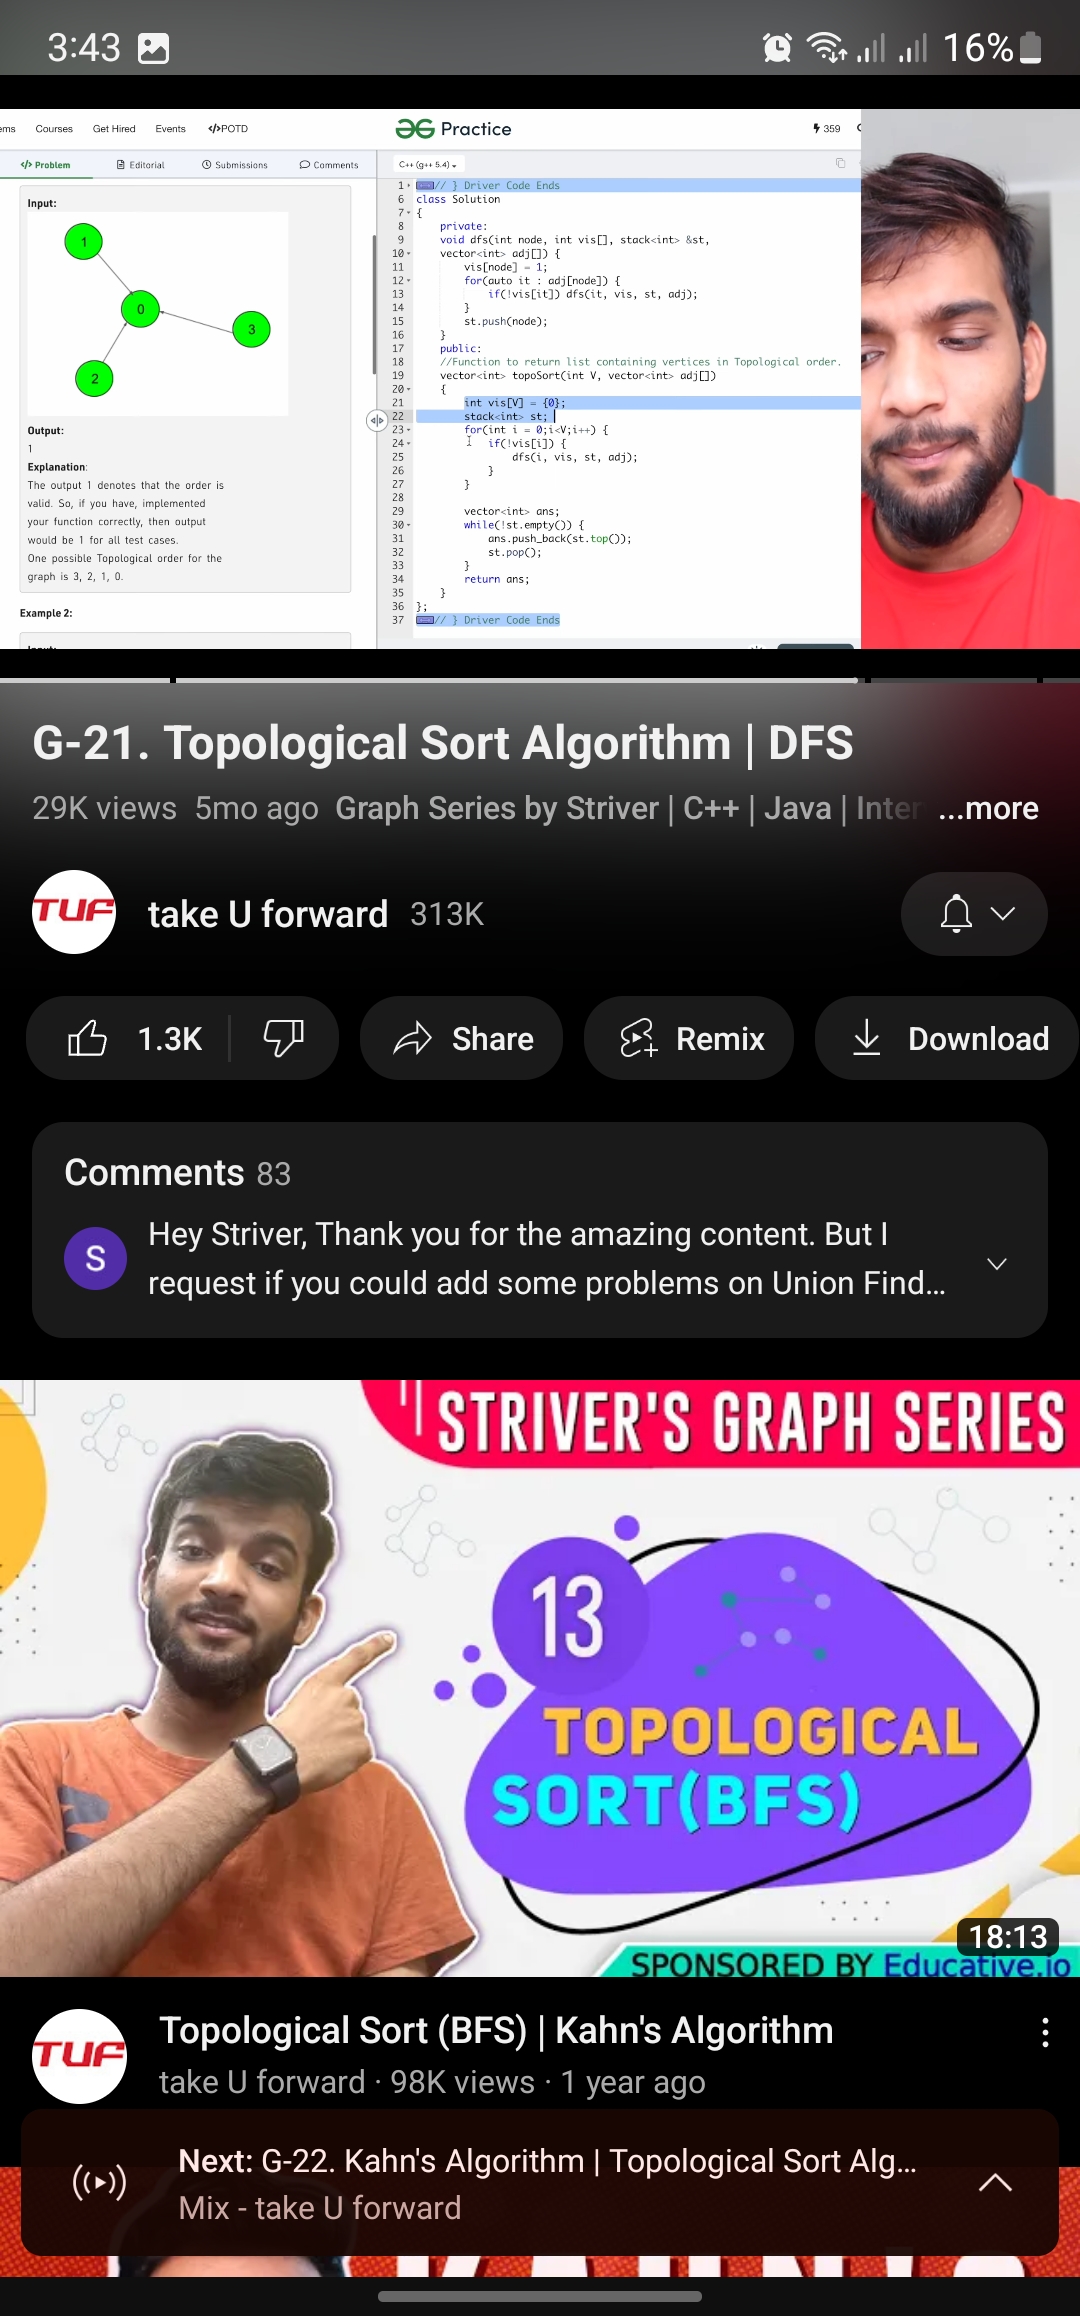 3:43
16%
ems Courses Get Hired Events </>POTD
Practice
359
</> Problem Editorial Submissions Comments
C++ (g++ 5.4)
Input:
1
0
3
2
Output:
1
Explanation:
The output 1 denotes that the order is
valid. So, if you have, implemented
your function correctly, then output
would be 1 for all test cases.
One possible Topological order for the
graph is 3, 2, 1, 0.
Example 2:
1 // } Driver Code Ends
6 class Solution
7 {
8 private:
9 void dfs(int node, int vis[], stack<int> &st,
10 vector<int> adj[]) {
11 vis[node] = 1;
12 for(auto it : adj[node]) {
13 if(!vis[it]) dfs(it, vis, st, adj);
14 }
15 st.push(node);
16 }
17 public:
18 //Function to return list containing vertices in Topological order.
19 vector<int> topoSort(int V, vector<int> adj[])
20 {
21 int vis[V] = {0};
22 stack<int> st;
23 for(int i = 0;i<V;i++) {
24 if(!vis[i]) {
25 dfs(i, vis, st, adj);
26 }
27 }
28
29 vector<int> ans;
30 while(!st.empty()) {
31 ans.push_back(st.top());
32 st.pop();
33 }
34 return ans;
35 }
36 };
37 // } Driver Code Ends
G-21. Topological Sort Algorithm | DFS
29K views 5mo ago Graph Series by Striver | C++ | Java | Inter ...more
TUF
take U forward 313K
1.3K
Share
Remix
Download
Comments 83
S
Hey Striver, Thank you for the amazing content. But I
request if you could add some problems on Union Find...
STRIVER'S GRAPH SERIES
13
TOPOLOGICAL
SORT(BFS)
18:13
SPONSORED BY Educative.io
TUF
Topological Sort (BFS) | Kahn's Algorithm
take U forward · 98K views · 1 year ago
Next: G-22. Kahn's Algorithm | Topological Sort Alg...
Mix - take U forward